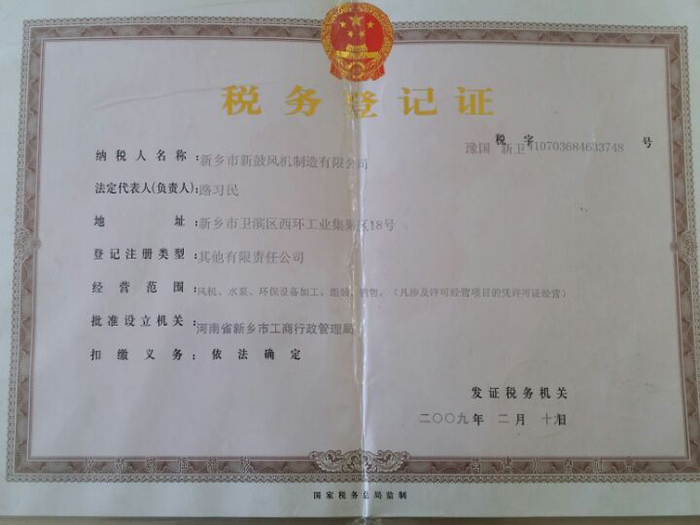 税务登记证
豫国 税 字 新卫 410703684633748 号
纳税人名称：新乡市新鼓风机制造有限公司
法定代表人(负责人)：路习民
地 址：新乡市卫滨区西环工业集聚区18号
登记注册类型：其他有限责任公司
经营范围：风机、水泵、环保设备加工、组装、销售。（凡涉及许可经营项目的凭许可证经营）
批准设立机关：河南省新乡市工商行政管理局
扣缴义务：依法确定
发证税务机关
二〇〇九年 二月 十日
国家税务总局监制